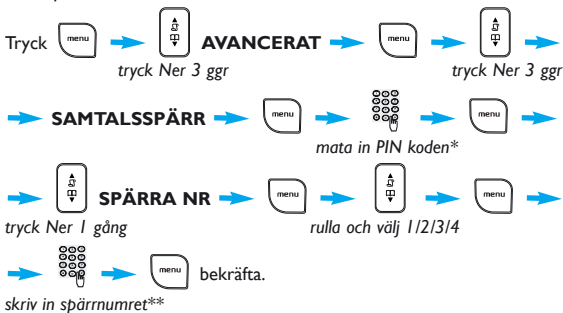 Tryck menu AVANCERAT menu
tryck Ner 3 ggr tryck Ner 3 ggr
SAMTALSSPÄRR menu menu
mata in PIN koden*
SPÄRRA NR menu menu
tryck Ner 1 gång rulla och välj 1/2/3/4
menu bekräfta.
skriv in spärrnumret**